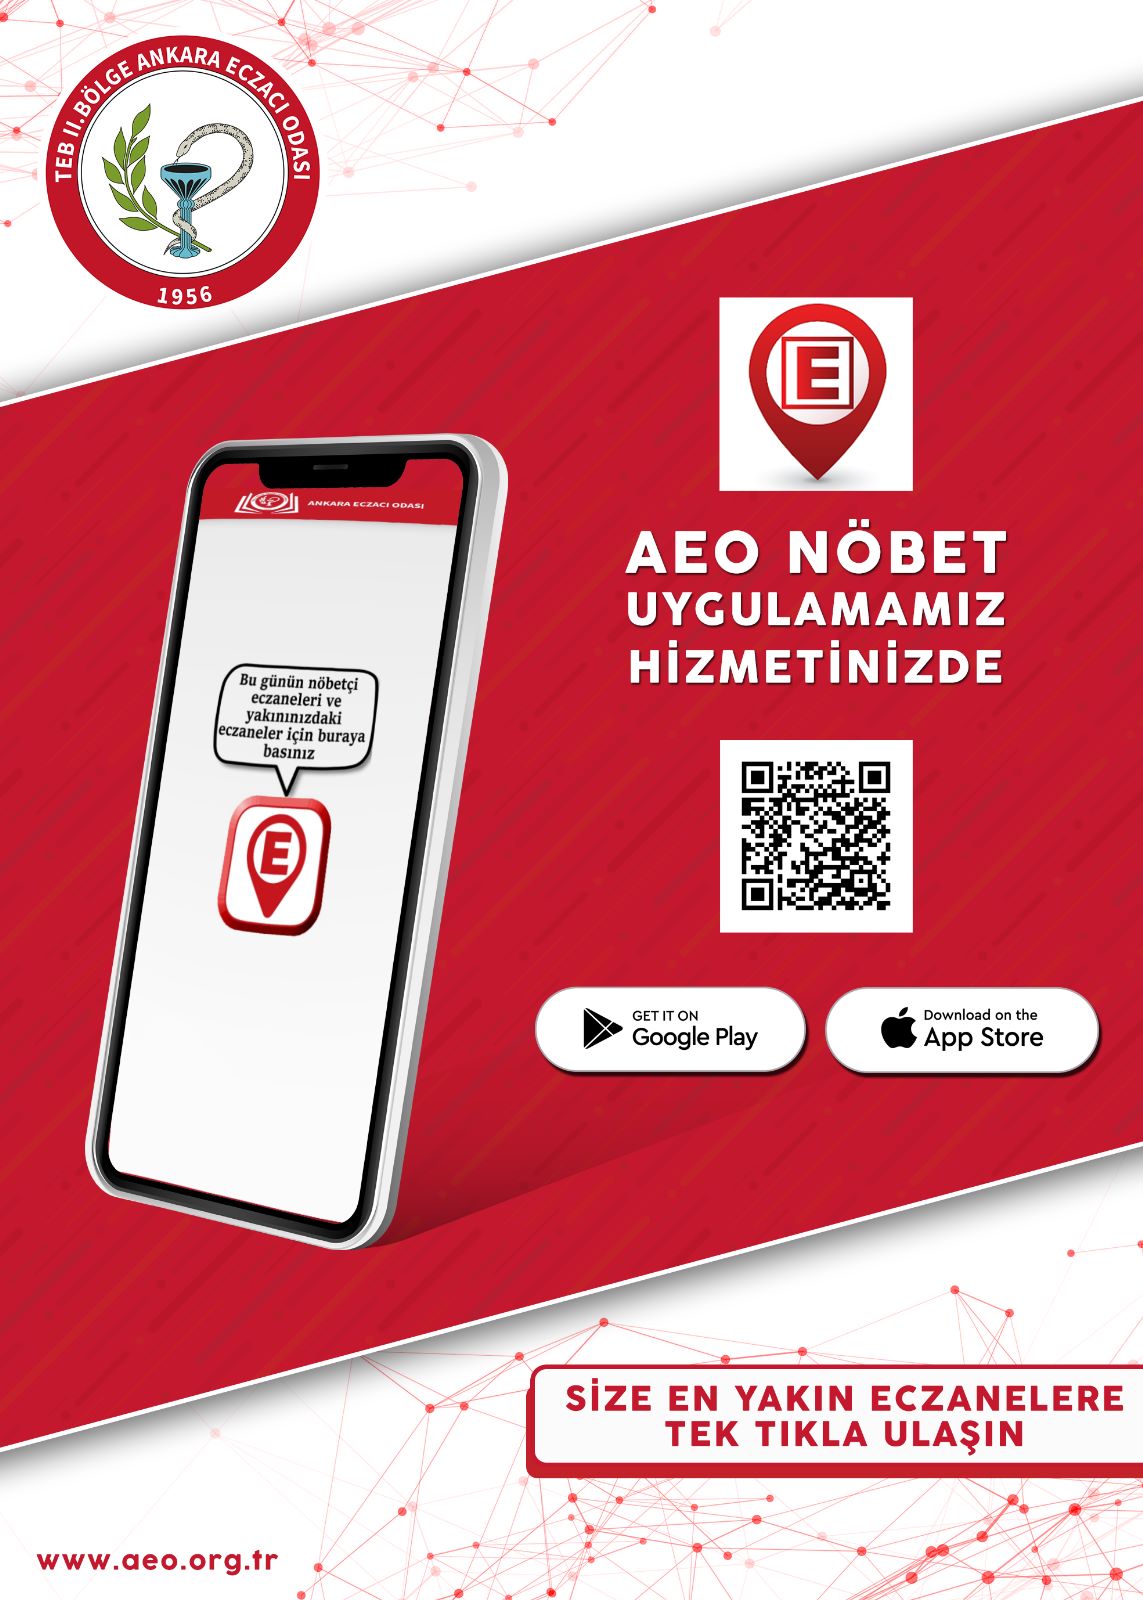 TEB II.BÖLGE ANKARA ECZACI ODASI
1956
E
ANKARA ECZACI ODASI
AEO NÖBET
UYGULAMAMIZ
HİZMETİNİZDE
Bu günün nöbetçi
eczaneleri ve
yakınınızdaki
eczaneler için buraya
basınız
E
GET IT ON
Google Play
Download on the
App Store
SİZE EN YAKIN ECZANELERE
TEK TIKLA ULAŞIN
www.aeo.org.tr